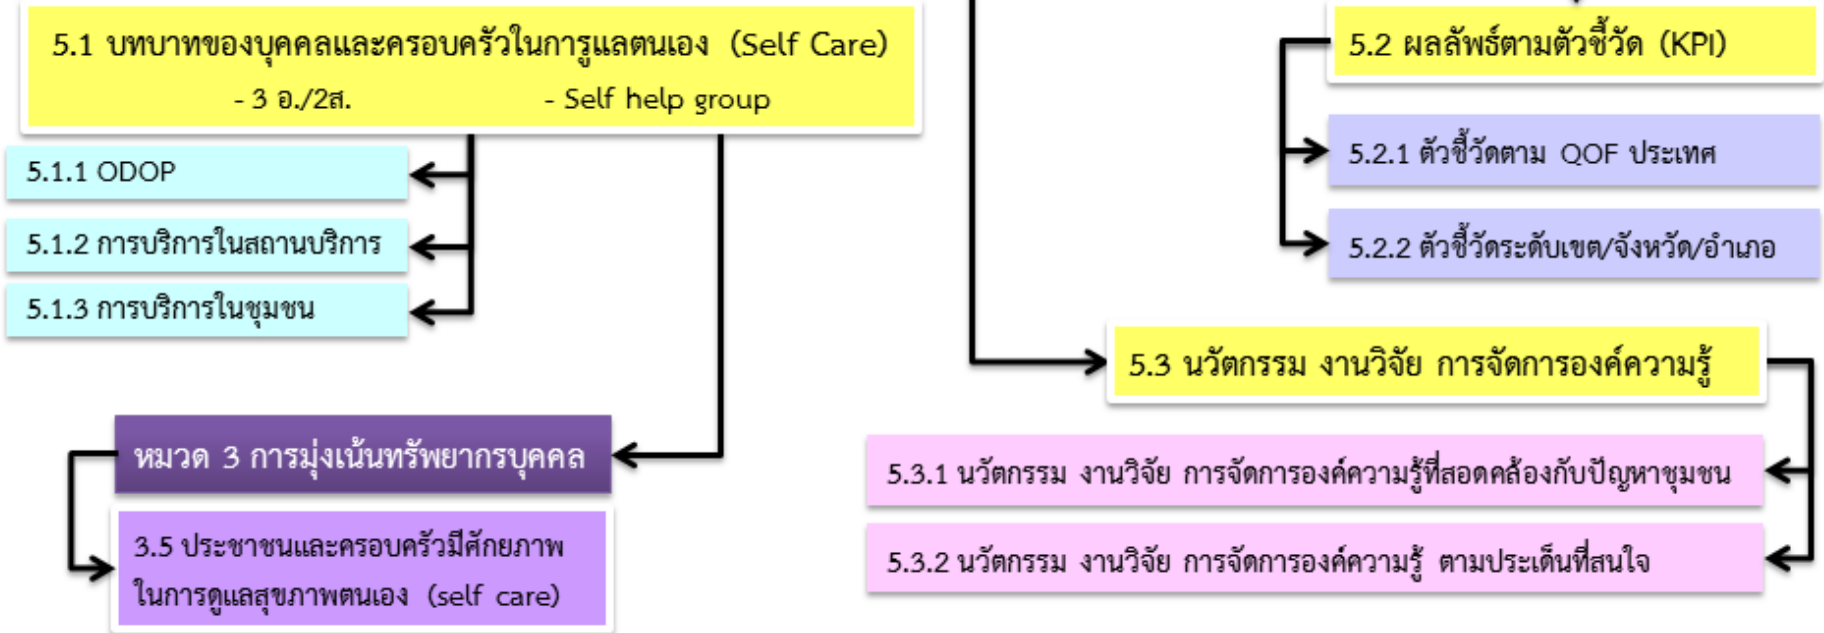 5.1 บทบาทของบุคคลและครอบครัวในการูแลตนเอง (Self Care)
- 3 อ./2ส. - Self help group
5.1.1 ODOP
5.1.2 การบริการในสถานบริการ
5.1.3 การบริการในชุมชน
หมวด 3 การมุ่งเน้นทรัพยากรบุคคล
3.5 ประชาชนและครอบครัวมีศักยภาพ
ในการดูแลสุขภาพตนเอง (self care)
5.2 ผลลัพธ์ตามตัวชี้วัด (KPI)
5.2.1 ตัวชี้วัดตาม QOF ประเทศ
5.2.2 ตัวชี้วัดระดับเขต/จังหวัด/อำเภอ
5.3 นวัตกรรม งานวิจัย การจัดการองค์ความรู้
5.3.1 นวัตกรรม งานวิจัย การจัดการองค์ความรู้ที่สอดคล้องกับปัญหาชุมชน
5.3.2 นวัตกรรม งานวิจัย การจัดการองค์ความรู้ ตามประเด็นที่สนใจ